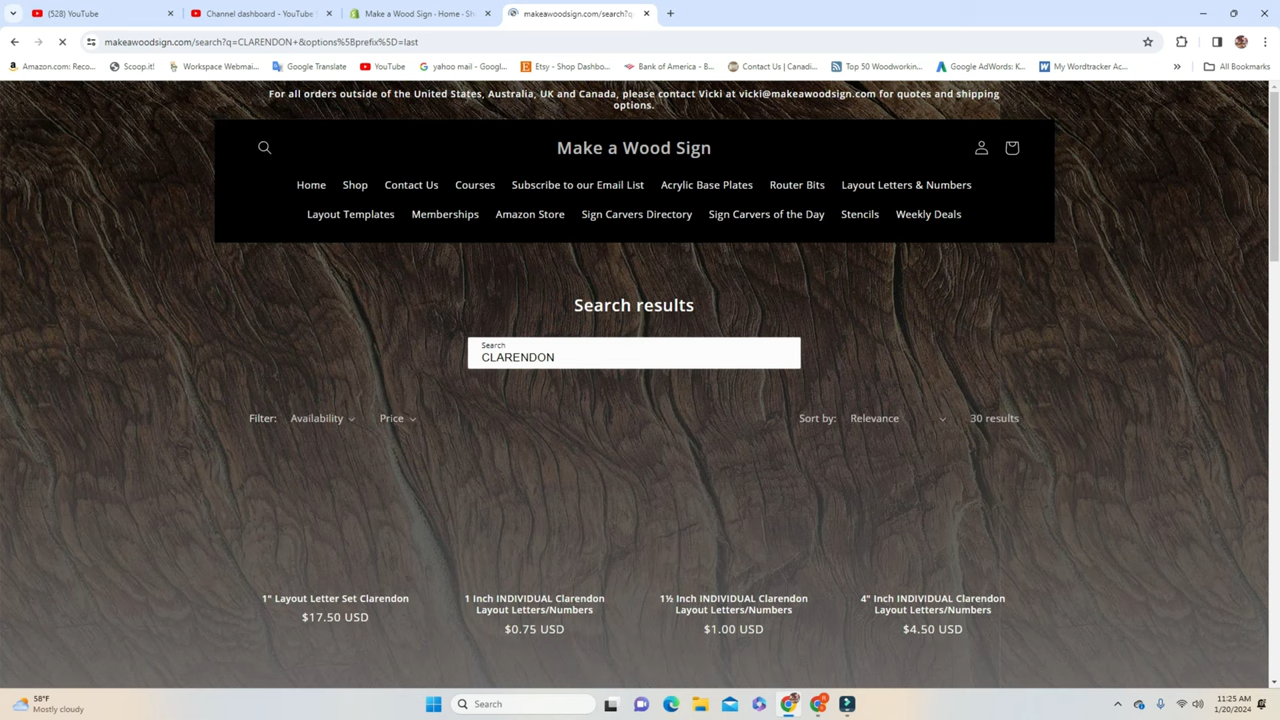 (528) YouTube
Channel dashboard - YouTube S
Make a Wood Sign - Home - Sh
makeawoodsign.com/search?q=
makeawoodsign.com/search?q=CLARENDON+&options%5Bprefix%5D=last
Amazon.com: Reco...
Scoop.it!
Workspace Webmai...
Google Translate
YouTube
yahoo mail - Googl...
Etsy - Shop Dashbo...
Bank of America - B...
Contact Us | Canadi...
Top 50 Woodworkin...
Google AdWords: K...
My Wordtracker Ac...
»
All Bookmarks
For all orders outside of the United States, Australia, UK and Canada, please contact Vicki at vicki@makeawoodsign.com for quotes and shipping
options.
Make a Wood Sign
Home Shop Contact Us Courses Subscribe to our Email List Acrylic Base Plates Router Bits Layout Letters & Numbers
Layout Templates Memberships Amazon Store Sign Carvers Directory Sign Carvers of the Day Stencils Weekly Deals
Search results
Search
CLARENDON
Filter: Availability Price Sort by: Relevance 30 results
1" Layout Letter Set Clarendon
$17.50 USD
1 Inch INDIVIDUAL Clarendon
Layout Letters/Numbers
$0.75 USD
1½ Inch INDIVIDUAL Clarendon
Layout Letters/Numbers
$1.00 USD
4" Inch INDIVIDUAL Clarendon
Layout Letters/Numbers
$4.50 USD
58°F
Mostly cloudy
Search
11:25 AM
1/20/2024